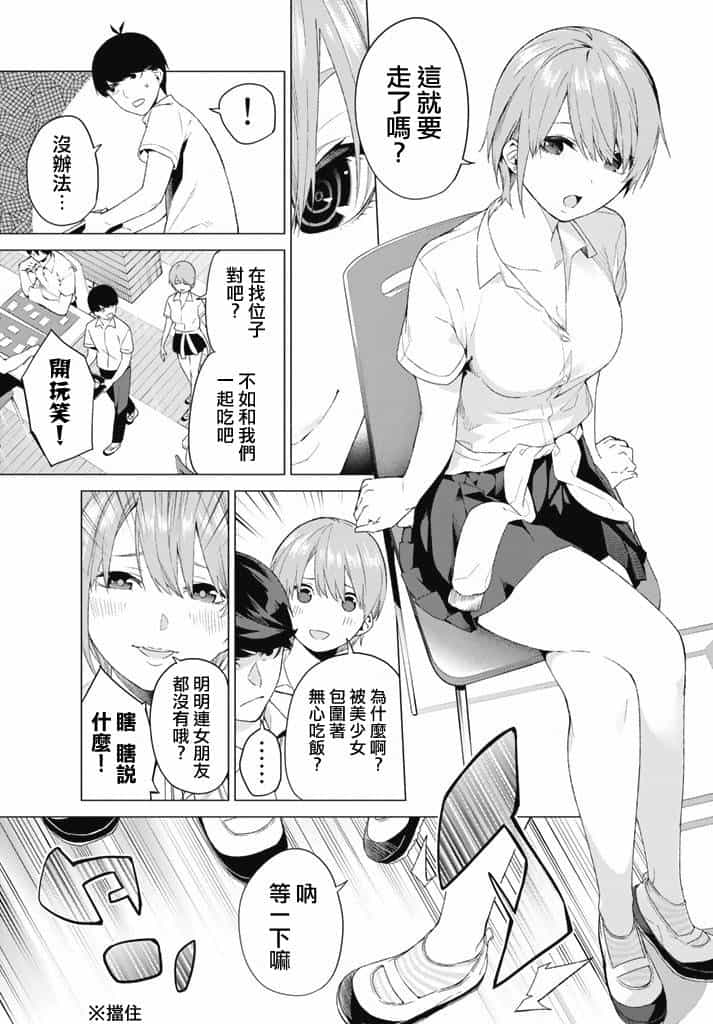 這就要
走了嗎？
！
沒辦法…
在找位子
對吧？
不如和我們
一起吃吧
開玩笑！
為什麼啊？
被美少女
包圍著
無心吃飯？
……
明明連女朋友
都沒有哦？
瞎 瞎說
什麼！
吶
等一下嘛
※擋住